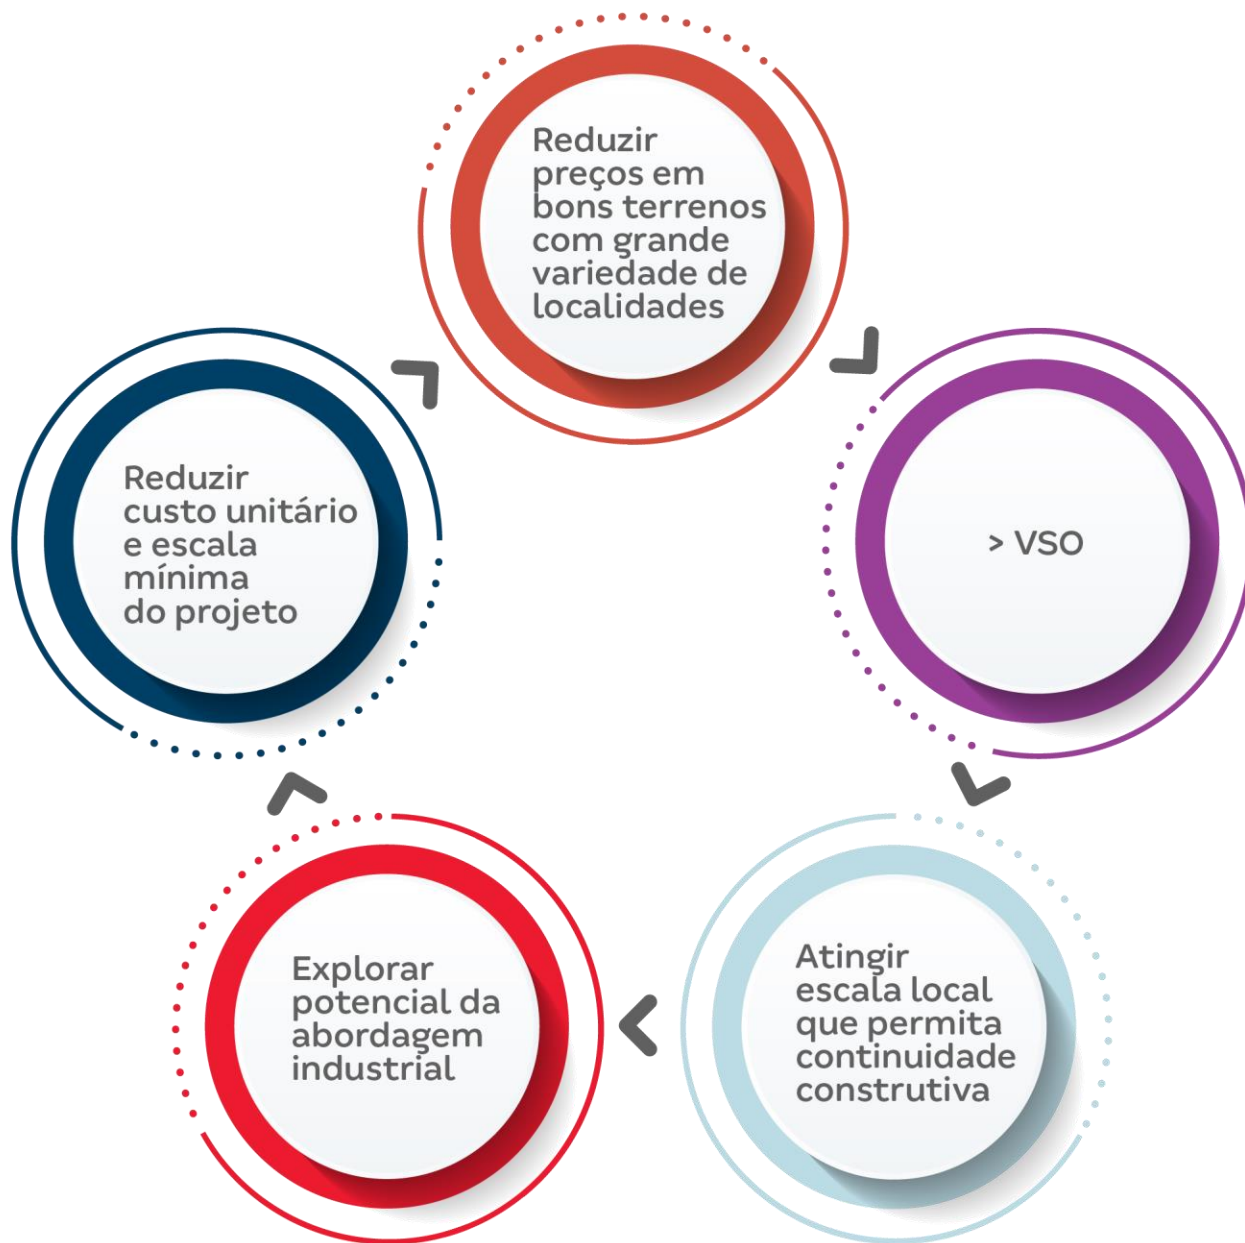 Reduzir
preços em
bons terrenos
com grande
variedade de
localidades
> VSO
Atingir
escala local
que permita
continuidade
construtiva
Explorar
potencial da
abordagem
industrial
Reduzir
custo unitário
e escala
mínima
do projeto